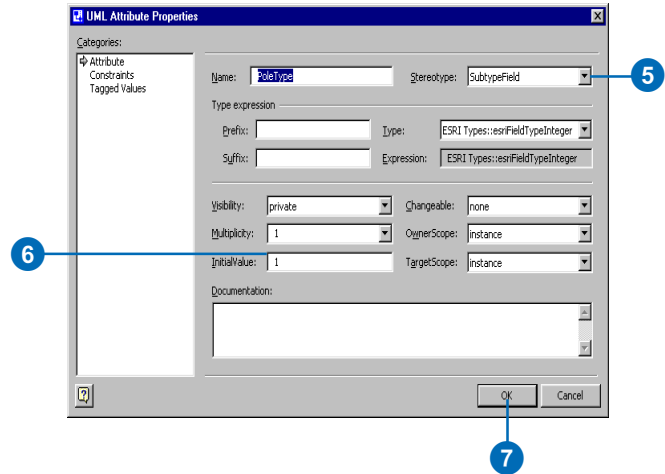 UML Attribute Properties
Categories:
Attribute
Constraints
Tagged Values
Name: PoleType Stereotype: SubtypeField
5
Type expression
Prefix: Type: ESRI Types::esriFieldTypeInteger
Suffix: Expression: ESRI Types::esriFieldTypeInteger
Visibility: private Changeable: none
Multiplicity: 1 OwnerScope: instance
6
InitialValue: 1 TargetScope: instance
Documentation:
?
OK Cancel
7